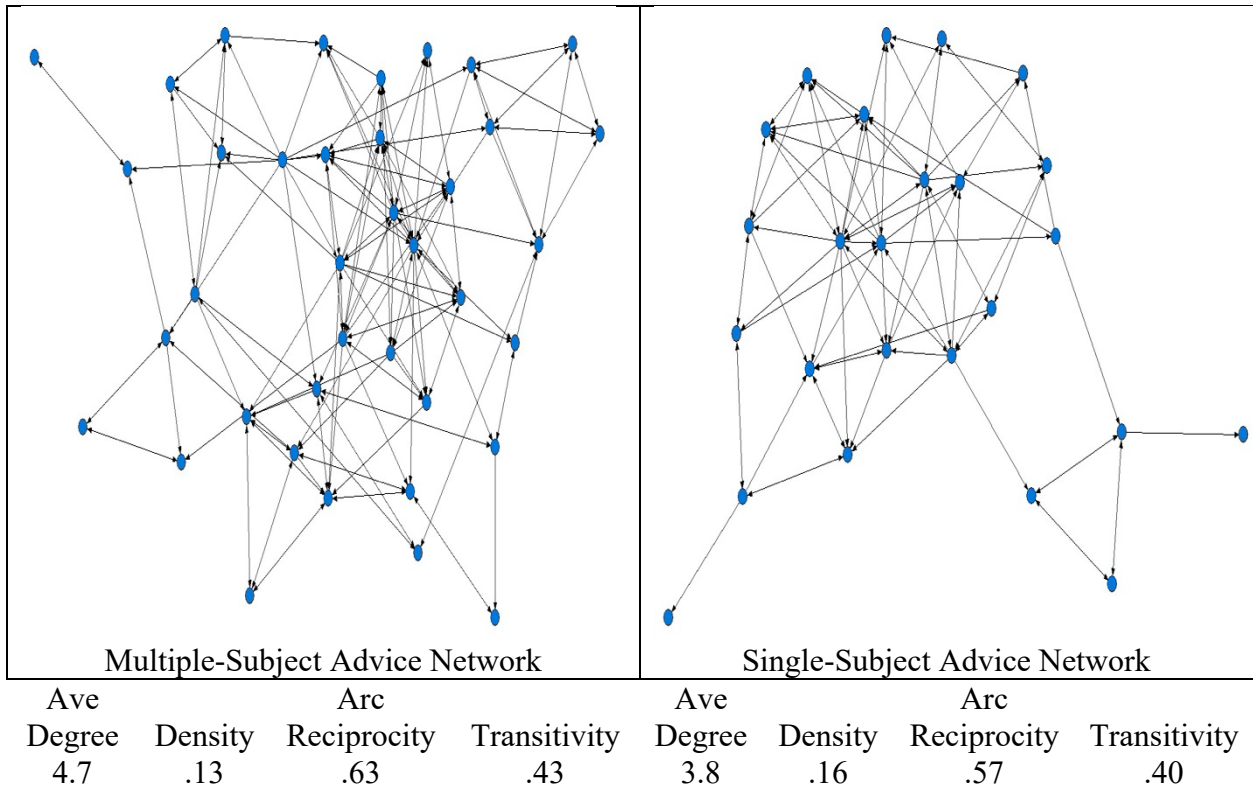 Multiple-Subject Advice Network Single-Subject Advice Network
Ave Degree Density Arc Reciprocity Transitivity Ave Degree Density Arc Reciprocity Transitivity
4.7 .13 .63 .43 3.8 .16 .57 .40